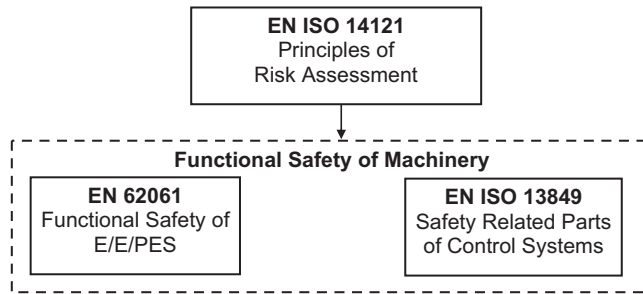 EN ISO 14121
Principles of
Risk Assessment
Functional Safety of Machinery
EN 62061
Functional Safety of
E/E/PES
EN ISO 13849
Safety Related Parts
of Control Systems